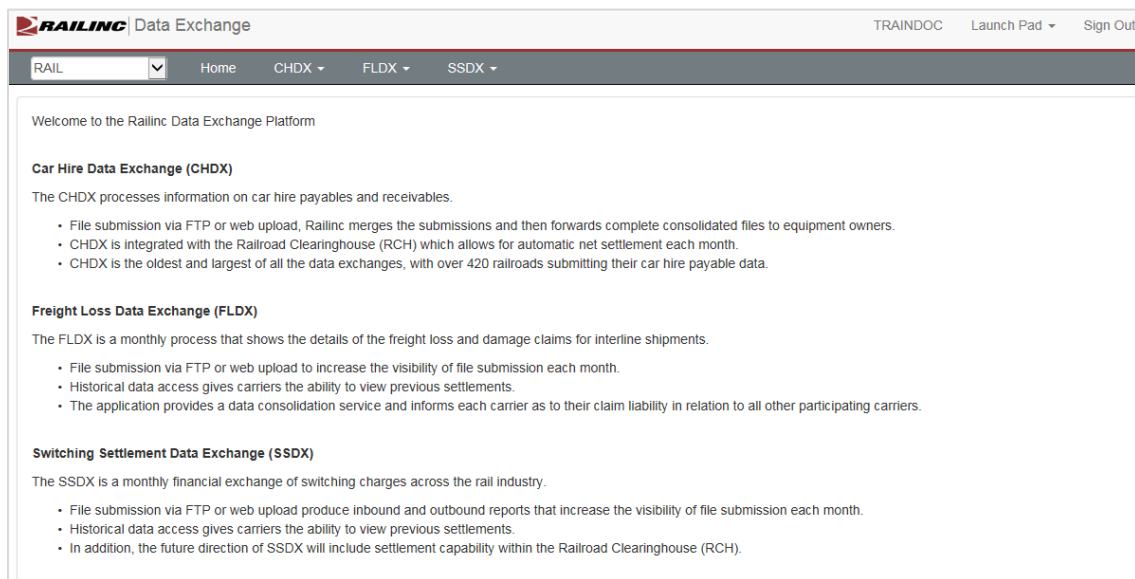 RAILINC Data Exchange TRAINDOC Launch Pad Sign Out
RAIL Home CHDX FLDX SSDX
Welcome to the Railinc Data Exchange Platform
Car Hire Data Exchange (CHDX)
The CHDX processes information on car hire payables and receivables.
• File submission via FTP or web upload, Railinc merges the submissions and then forwards complete consolidated files to equipment owners.
• CHDX is integrated with the Railroad Clearinghouse (RCH) which allows for automatic net settlement each month.
• CHDX is the oldest and largest of all the data exchanges, with over 420 railroads submitting their car hire payable data.
Freight Loss Data Exchange (FLDX)
The FLDX is a monthly process that shows the details of the freight loss and damage claims for interline shipments.
• File submission via FTP or web upload to increase the visibility of file submission each month.
• Historical data access gives carriers the ability to view previous settlements.
• The application provides a data consolidation service and informs each carrier as to their claim liability in relation to all other participating carriers.
Switching Settlement Data Exchange (SSDX)
The SSDX is a monthly financial exchange of switching charges across the rail industry.
• File submission via FTP or web upload produce inbound and outbound reports that increase the visibility of file submission each month.
• Historical data access gives carriers the ability to view previous settlements.
• In addition, the future direction of SSDX will include settlement capability within the Railroad Clearinghouse (RCH).